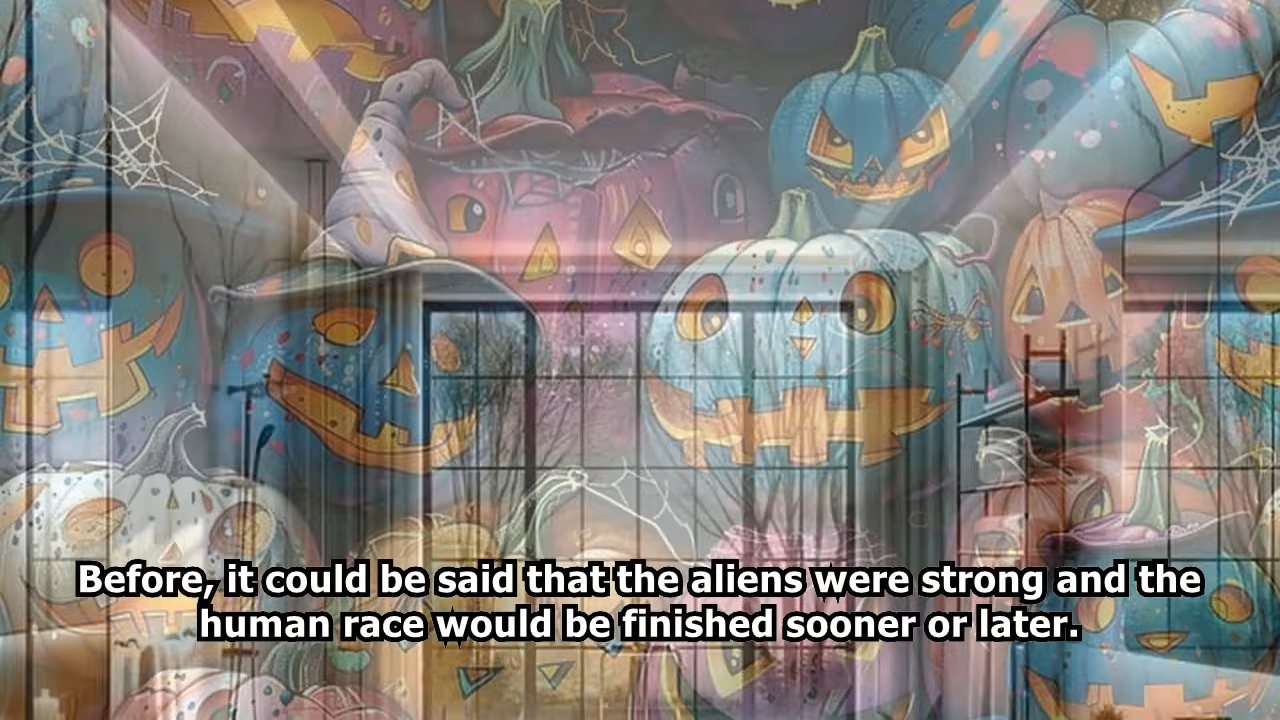 Before, it could be said that the aliens were strong and the
human race would be finished sooner or later.